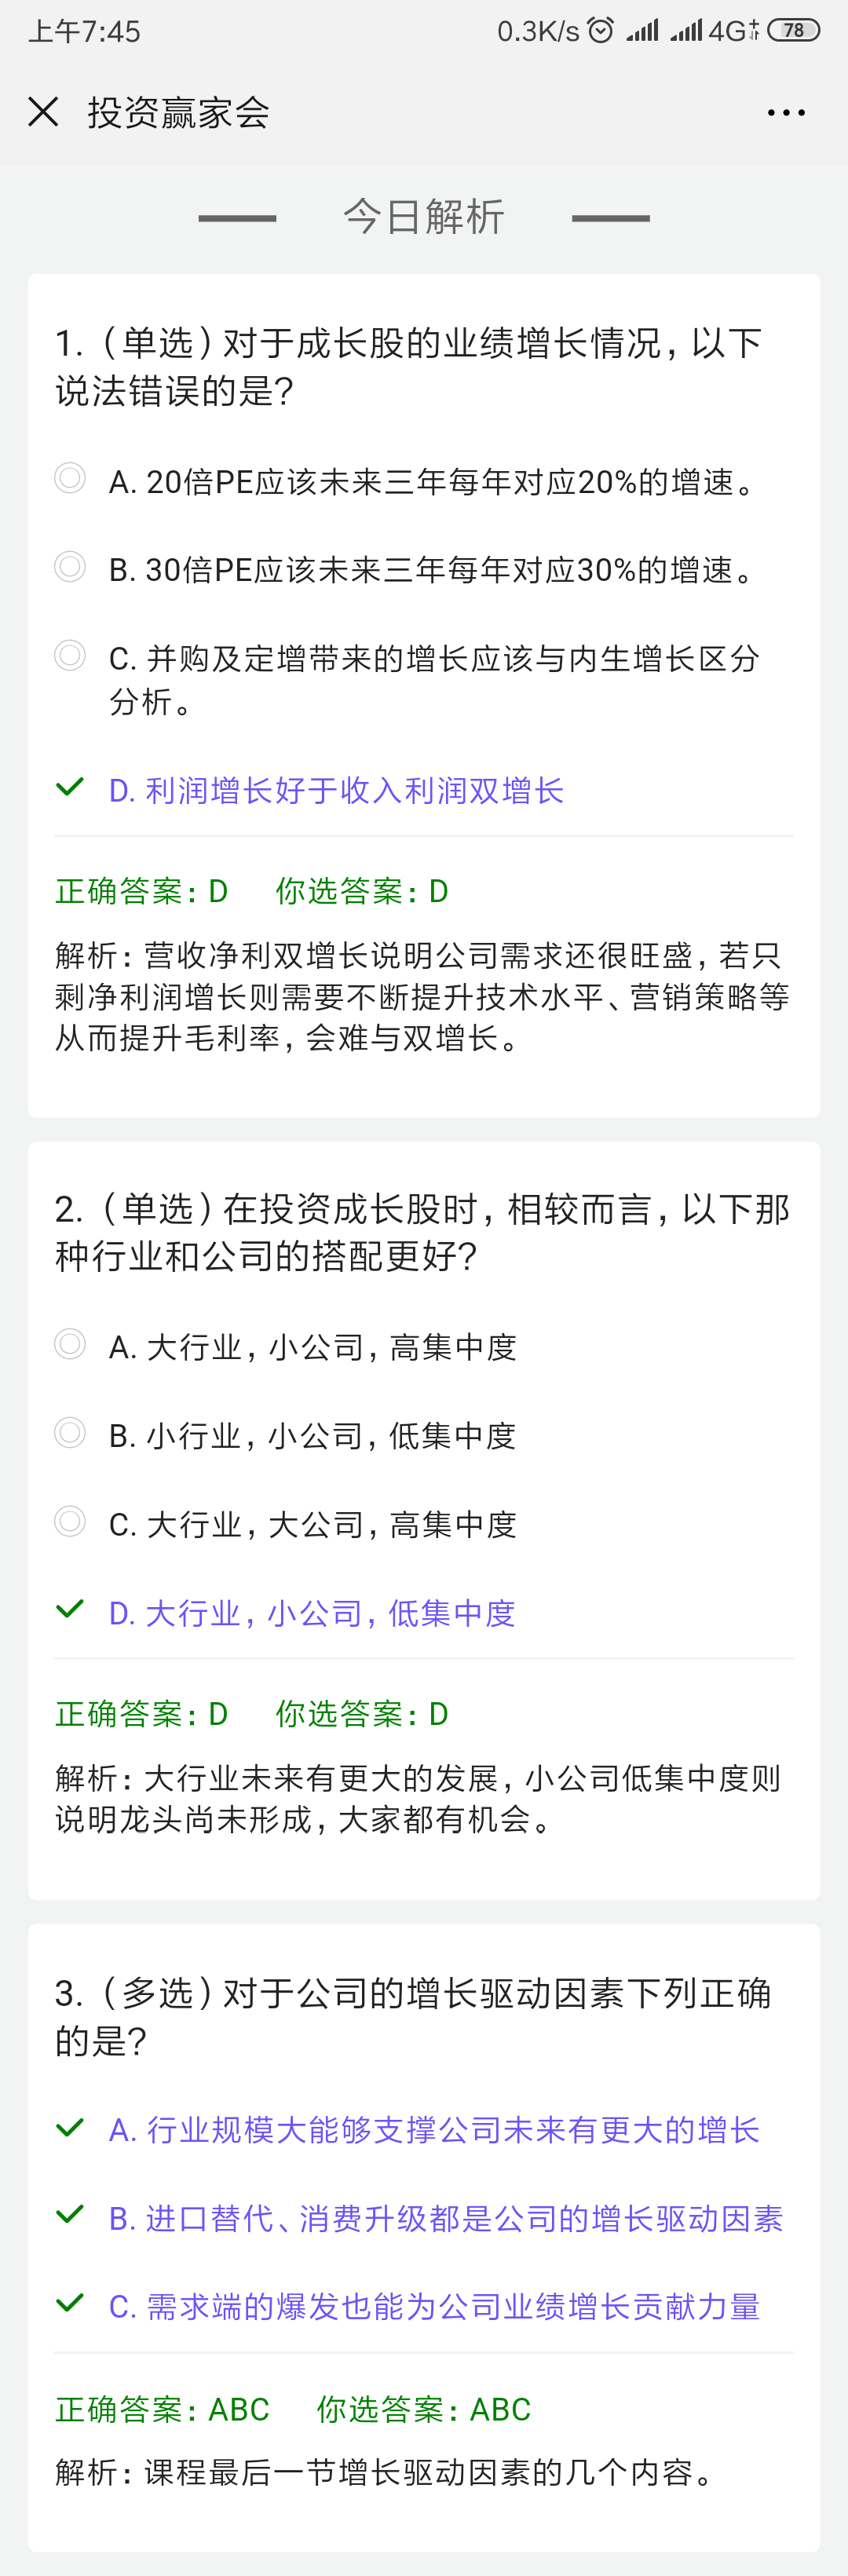 上午7:45
0.3K/s 4G 78
投资赢家会
今日解析
1.(单选)对于成长股的业绩增长情况,以下
说法错误的是?
A. 20倍PE应该未来三年每年对应20%的增速。
B. 30倍PE应该未来三年每年对应30%的增速。
C. 并购及定增带来的增长应该与内生增长区分
分析。
D. 利润增长好于收入利润双增长
正确答案: D 你选答案: D
解析: 营收净利双增长说明公司需求还很旺盛,若只
剩净利润增长则需要不断提升技术水平、营销策略等
从而提升毛利率,会难与双增长。
2.(单选)在投资成长股时,相较而言,以下那
种行业和公司的搭配更好?
A. 大行业,小公司,高集中度
B. 小行业,小公司,低集中度
C. 大行业,大公司,高集中度
D. 大行业,小公司,低集中度
正确答案: D 你选答案: D
解析: 大行业未来有更大的发展,小公司低集中度则
说明龙头尚未形成,大家都有机会。
3.(多选)对于公司的增长驱动因素下列正确
的是?
A. 行业规模大能够支撑公司未来有更大的增长
B. 进口替代、消费升级都是公司的增长驱动因素
C. 需求端的爆发也能为公司业绩增长贡献力量
正确答案: ABC 你选答案: ABC
解析: 课程最后一节增长驱动因素的几个内容。